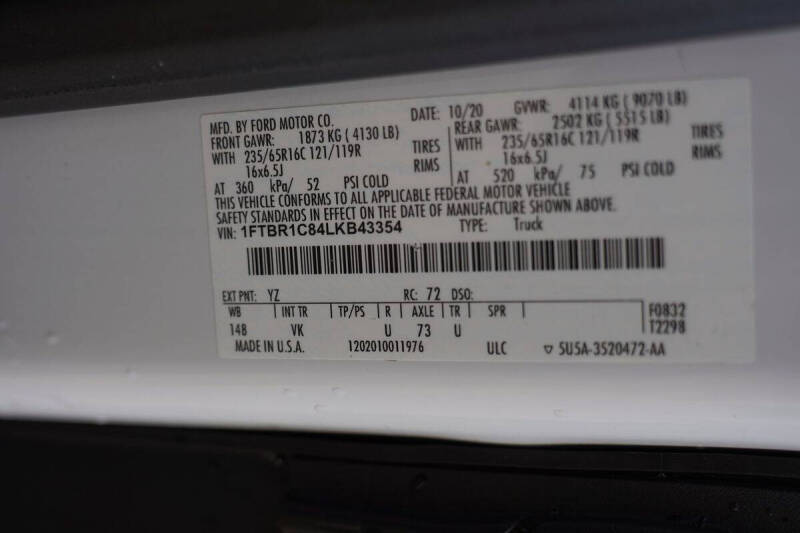 MFD. BY FORD MOTOR CO. DATE: 10/20 GVWR: 4114 KG ( 9070 LB)
FRONT GAWR: 1873 KG ( 4130 LB) REAR GAWR: 2502 KG ( 5515 LB)
WITH 235/65R16C 121/119R TIRES 235/65R16C 121/119R TIRES
16x6.5J RIMS 16x6.5J RIMS
AT 360 kPa/ 52 PSI COLD AT 520 kPa/ 75 PSI COLD
THIS VEHICLE CONFORMS TO ALL APPLICABLE FEDERAL MOTOR VEHICLE
SAFETY STANDARDS IN EFFECT ON THE DATE OF MANUFACTURE SHOWN ABOVE.
VIN: 1FTBR1C84LKB43354 TYPE: Truck
EXT PNT: YZ RC: 72 DSO:
WB INT TR TP/PS R AXLE TR SPR F0832
148 VK U 73 U T2298
MADE IN U.S.A. 1202010011976 ULC 5U5A-3520472-AA